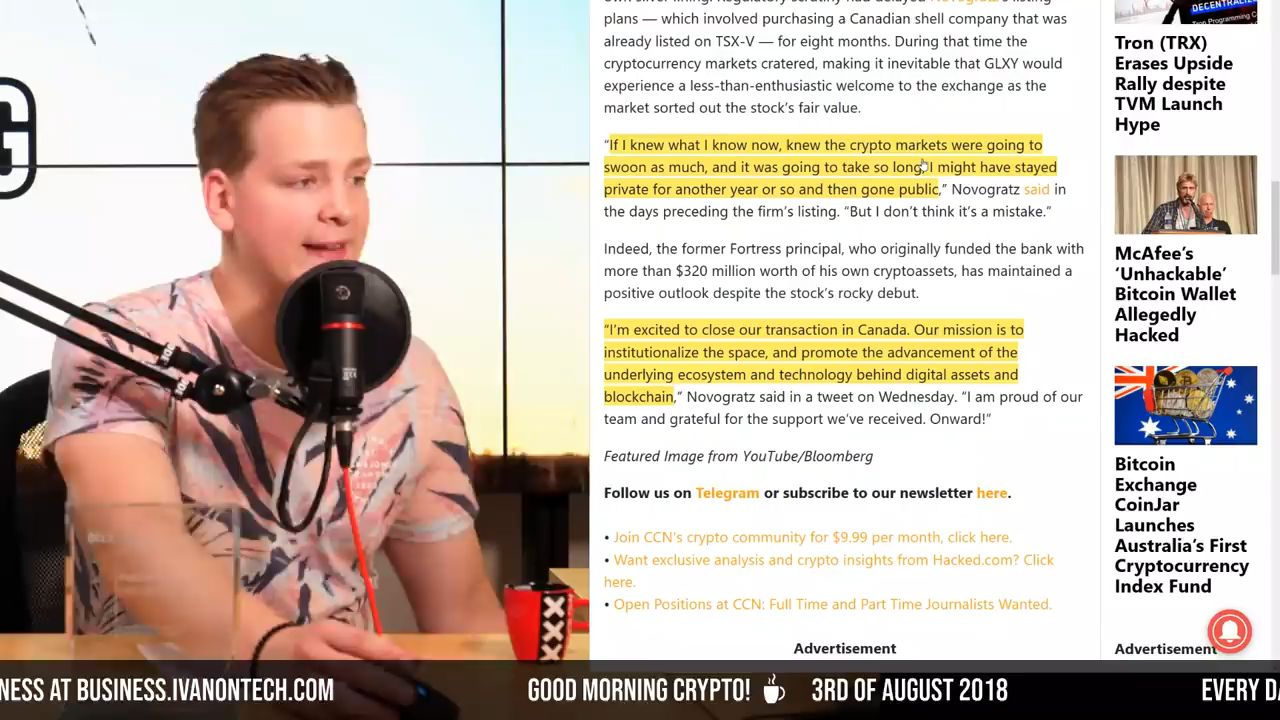 own silver lining. Regulatory scrutiny had delayed Novogratz's listing
plans — which involved purchasing a Canadian shell company that was
already listed on TSX-V — for eight months. During that time the
cryptocurrency markets cratered, making it inevitable that GLXY would
experience a less-than-enthusiastic welcome to the exchange as the
market sorted out the stock's fair value.
“If I knew what I know now, knew the crypto markets were going to
swoon as much, and it was going to take so long, I might have stayed
private for another year or so and then gone public,” Novogratz said in
the days preceding the firm's listing. “But I don't think it's a mistake.”
Indeed, the former Fortress principal, who originally funded the bank with
more than $320 million worth of his own cryptoassets, has maintained a
positive outlook despite the stock's rocky debut.
“I'm excited to close our transaction in Canada. Our mission is to
institutionalize the space, and promote the advancement of the
underlying ecosystem and technology behind digital assets and
blockchain,” Novogratz said in a tweet on Wednesday. “I am proud of our
team and grateful for the support we've received. Onward!”
Featured Image from YouTube/Bloomberg
Follow us on Telegram or subscribe to our newsletter here.
• Join CCN's crypto community for $9.99 per month, click here.
• Want exclusive analysis and crypto insights from Hacked.com? Click
here.
• Open Positions at CCN: Full Time and Part Time Journalists Wanted.
Advertisement
DECENTRALIZE
Tron (TRX)
Erases Upside
Rally despite
TVM Launch
Hype
McAfee's
‘Unhackable’
Bitcoin Wallet
Allegedly
Hacked
Bitcoin
Exchange
CoinJar
Launches
Australia's First
Cryptocurrency
Index Fund
Advertisement
NESS AT BUSINESS.IVANONTECH.COM
GOOD MORNING CRYPTO!
3RD OF AUGUST 2018
EVERY DA